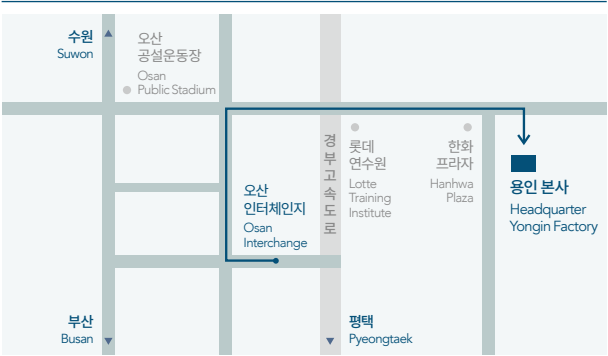 수원
Suwon
오산
공설운동장
Osan
Public Stadium
경부고속도로
롯데
연수원
Lotte
Training
Institute
한화
프라자
Hanhwa
Plaza
용인 본사
Headquarter
Yongin Factory
오산
인터체인지
Osan
Interchange
부산
Busan
평택
Pyeongtaek